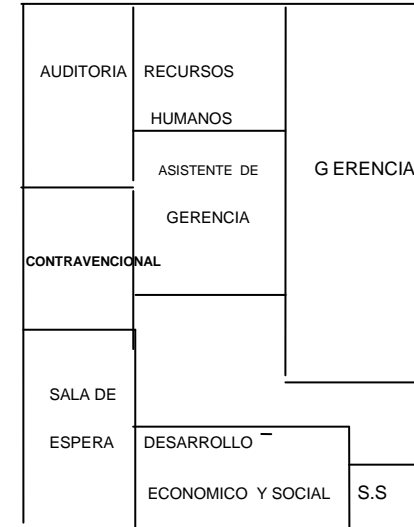 AUDITORIA
RECURSOS
HUMANOS
ASISTENTE DE
GERENCIA
G ERENCIA
CONTRAVENCIONAL
SALA DE
ESPERA
DESARROLLO
ECONOMICO Y SOCIAL
S.S